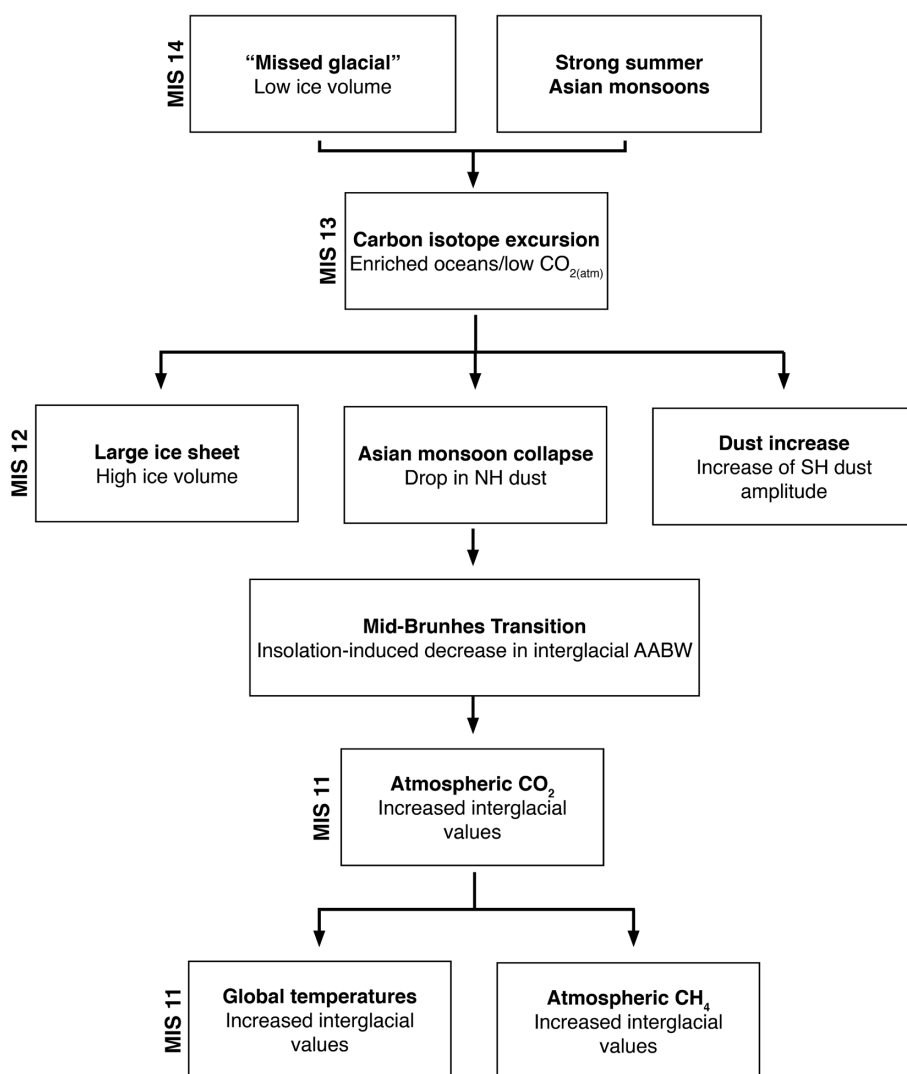 MIS 14
“Missed glacial”
Low ice volume
Strong summer
Asian monsoons
MIS 13
Carbon isotope excursion
Enriched oceans/low CO2(atm)
MIS 12
Large ice sheet
High ice volume
Asian monsoon collapse
Drop in NH dust
Dust increase
Increase of SH dust
amplitude
Mid-Brunhes Transition
Insolation-induced decrease in interglacial AABW
MIS 11
Atmospheric CO2
Increased interglacial
values
MIS 11
Global temperatures
Increased interglacial
values
Atmospheric CH4
Increased interglacial
values